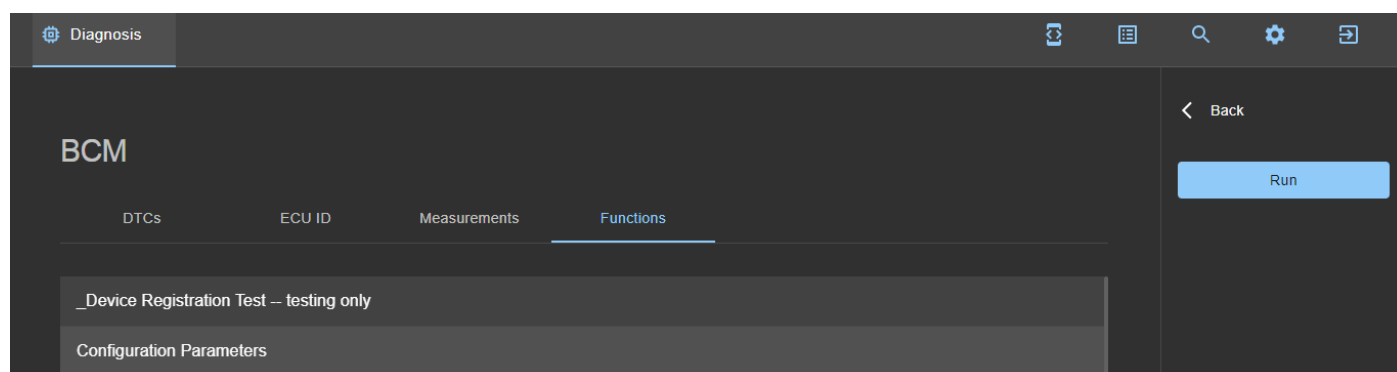 Diagnosis
Back
BCM
Run
DTCs
ECU ID
Measurements
Functions
_Device Registration Test -- testing only
Configuration Parameters